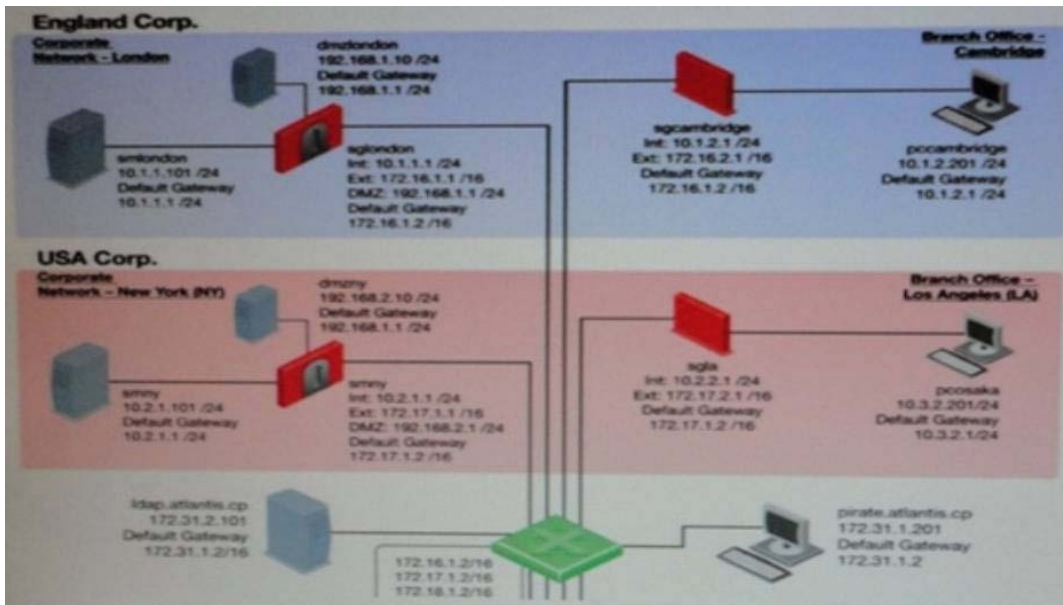 England Corp.
Corporate
Network - London
dmzlondon
192.168.1.10 /24
Default Gateway
192.168.1.1 /24
smlondon
10.1.1.101 /24
Default Gateway
10.1.1.1 /24
sglondon
Int: 10.1.1.1 /24
Ext: 172.16.1.1 /16
DMZ: 192.168.1.1 /24
Default Gateway
172.16.1.2 /16
sgcambridge
Int: 10.1.2.1 /24
Ext: 172.16.2.1 /16
Default Gateway
172.16.1.2 /16
Branch Office -
Cambridge
pccambridge
10.1.2.201 /24
Default Gateway
10.1.2.1 /24
USA Corp.
Corporate
Network - New York (NY)
dmzny
192.168.2.10 /24
Default Gateway
192.168.1.1 /24
smny
10.2.1.101 /24
Default Gateway
10.2.1.1 /24
smny
Int: 10.2.1.1 /24
Ext: 172.17.1.1 /16
DMZ: 192.168.2.1 /24
Default Gateway
172.17.1.2 /16
sgla
Int: 10.2.2.1 /24
Ext: 172.17.2.1 /16
Default Gateway
172.17.1.2 /16
Branch Office -
Los Angeles (LA)
pcosaka
10.3.2.201/24
Default Gateway
10.3.2.1/24
ldap.atlantis.cp
172.31.2.101
Default Gateway
172.31.1.2/16
172.16.1.2/16
172.17.1.2/16
172.18.1.2/16
pirate.atlantis.cp
172.31.1.201
Default Gateway
172.31.1.2